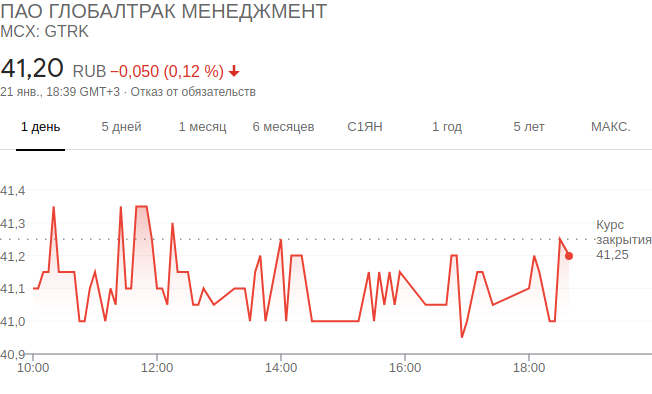 ПАО ГЛОБАЛТРАК МЕНЕДЖМЕНТ
MCX: GTRK
41,20 RUB −0,050 (0,12 %)
21 янв., 18:39 GMT+3 · Отказ от обязательств
1 день 5 дней 1 месяц 6 месяцев С1ЯН 1 год 5 лет МАКС.
41,4
41,3
41,2
41,1
41,0
40,9
Курс
закрытия
41,25
10:00 12:00 14:00 16:00 18:00